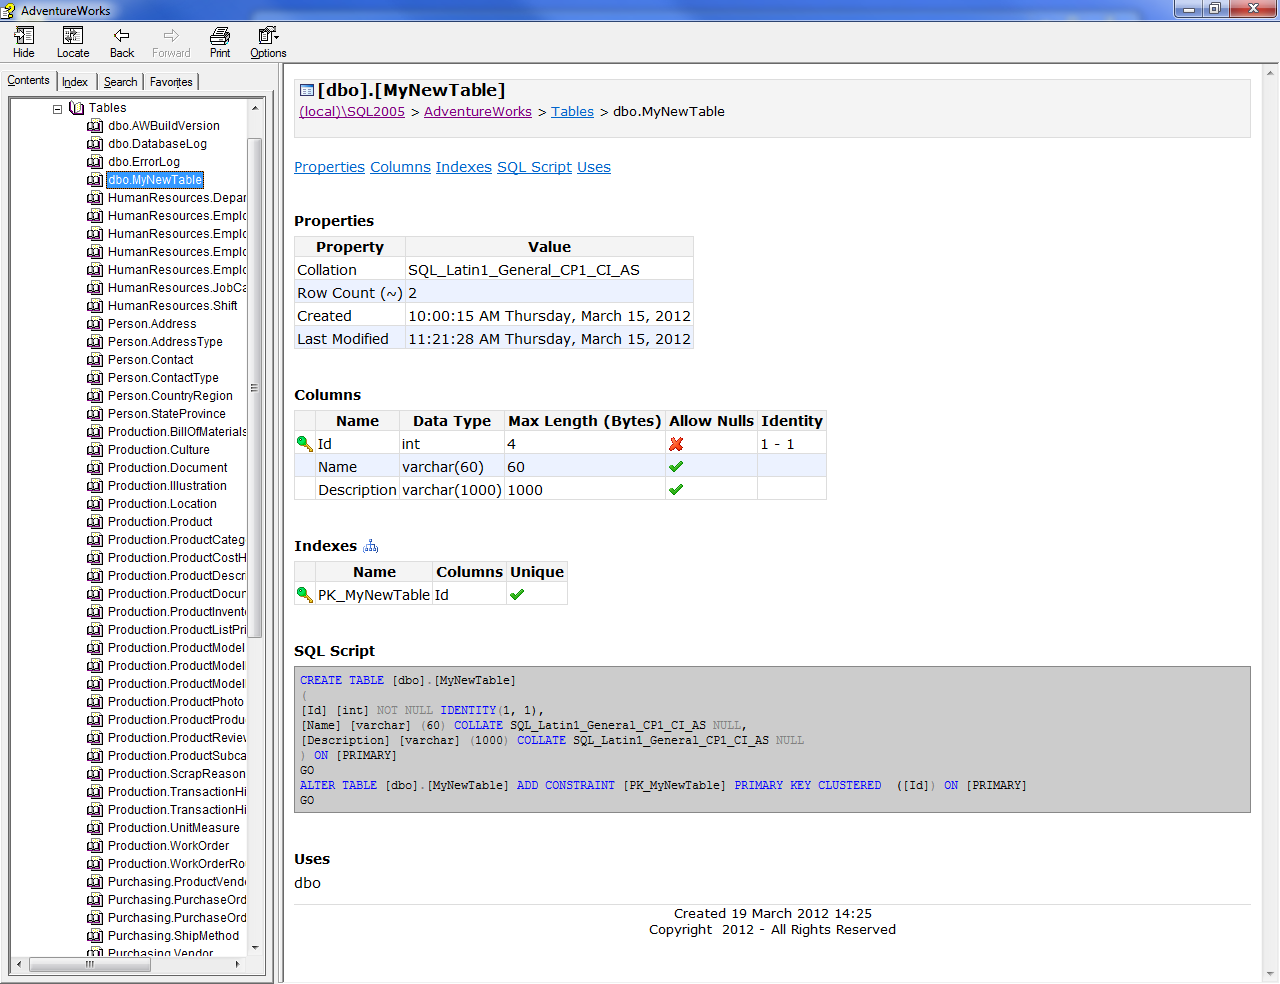 AdventureWorks
Hide Locate Back Forward Print Options
Contents Index Search Favorites
Tables
dbo.AWBuildVersion
dbo.DatabaseLog
dbo.ErrorLog
dbo.MyNewTable
HumanResources.Depar
HumanResources.Emplo
HumanResources.Emplo
HumanResources.Emplo
HumanResources.Emplo
HumanResources.JobCa
HumanResources.Shift
Person.Address
Person.AddressType
Person.Contact
Person.ContactType
Person.CountryRegion
Person.StateProvince
Production.BillOfMaterials
Production.Culture
Production.Document
Production.Illustration
Production.Location
Production.Product
Production.ProductCateg
Production.ProductCostH
Production.ProductDescri
Production.ProductDocun
Production.ProductInvent
Production.ProductListPri
Production.ProductModel
Production.ProductModel
Production.ProductModel
Production.ProductPhoto
Production.ProductProdu
Production.ProductReview
Production.ProductSubca
Production.ScrapReason
Production.TransactionHi
Production.TransactionHi
Production.UnitMeasure
Production.WorkOrder
Production.WorkOrderRo
Purchasing.ProductVend
Purchasing.PurchaseOrd
Purchasing.PurchaseOrd
Purchasing.ShipMethod
Purchasing.Vendor
[dbo].[MyNewTable]
(local)\SQL2005 > AdventureWorks > Tables > dbo.MyNewTable
Properties Columns Indexes SQL Script Uses
Properties
Property Value
Collation SQL_Latin1_General_CP1_CI_AS
Row Count (~) 2
Created 10:00:15 AM Thursday, March 15, 2012
Last Modified 11:21:28 AM Thursday, March 15, 2012
Columns
Name Data Type Max Length (Bytes) Allow Nulls Identity
Id int 4 1 - 1
Name varchar(60) 60
Description varchar(1000) 1000
Indexes
Name Columns Unique
PK_MyNewTable Id
SQL Script
CREATE TABLE [dbo].[MyNewTable]
(
[Id] [int] NOT NULL IDENTITY(1, 1),
[Name] [varchar] (60) COLLATE SQL_Latin1_General_CP1_CI_AS NULL,
[Description] [varchar] (1000) COLLATE SQL_Latin1_General_CP1_CI_AS NULL
) ON [PRIMARY]
GO
ALTER TABLE [dbo].[MyNewTable] ADD CONSTRAINT [PK_MyNewTable] PRIMARY KEY CLUSTERED  ([Id]) ON [PRIMARY]
GO
Uses
dbo
Created 19 March 2012 14:25
Copyright  2012 - All Rights Reserved